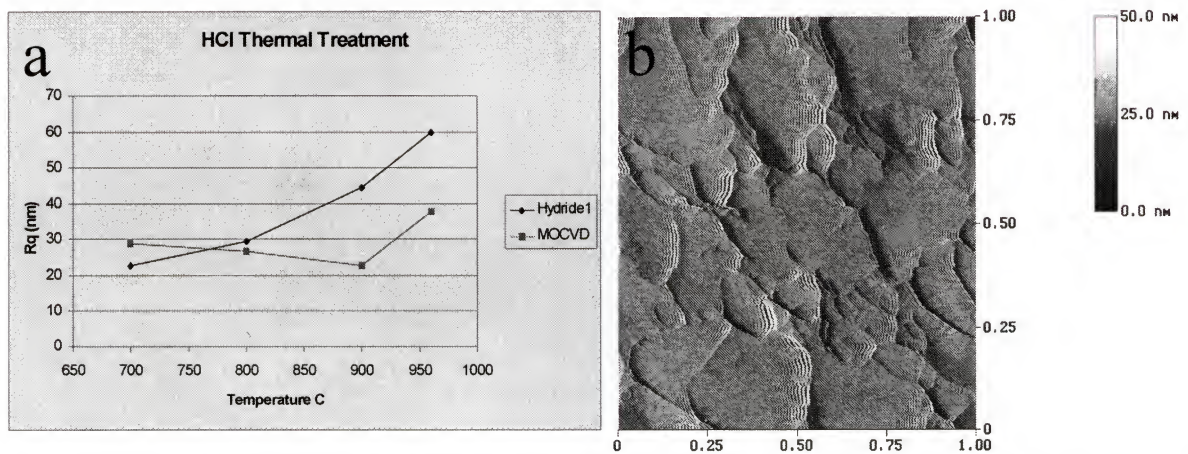 a
HCl Thermal Treatment
70
60
50
40
30
20
10
0
Rq (nm)
650 700 750 800 850 900 950 1000
Temperature C
Hydride1
MOCVD
b
1.00
0.75
0.50
0.25
0
0 0.25 0.50 0.75 1.00
50.0 nm
25.0 nm
0.0 nm